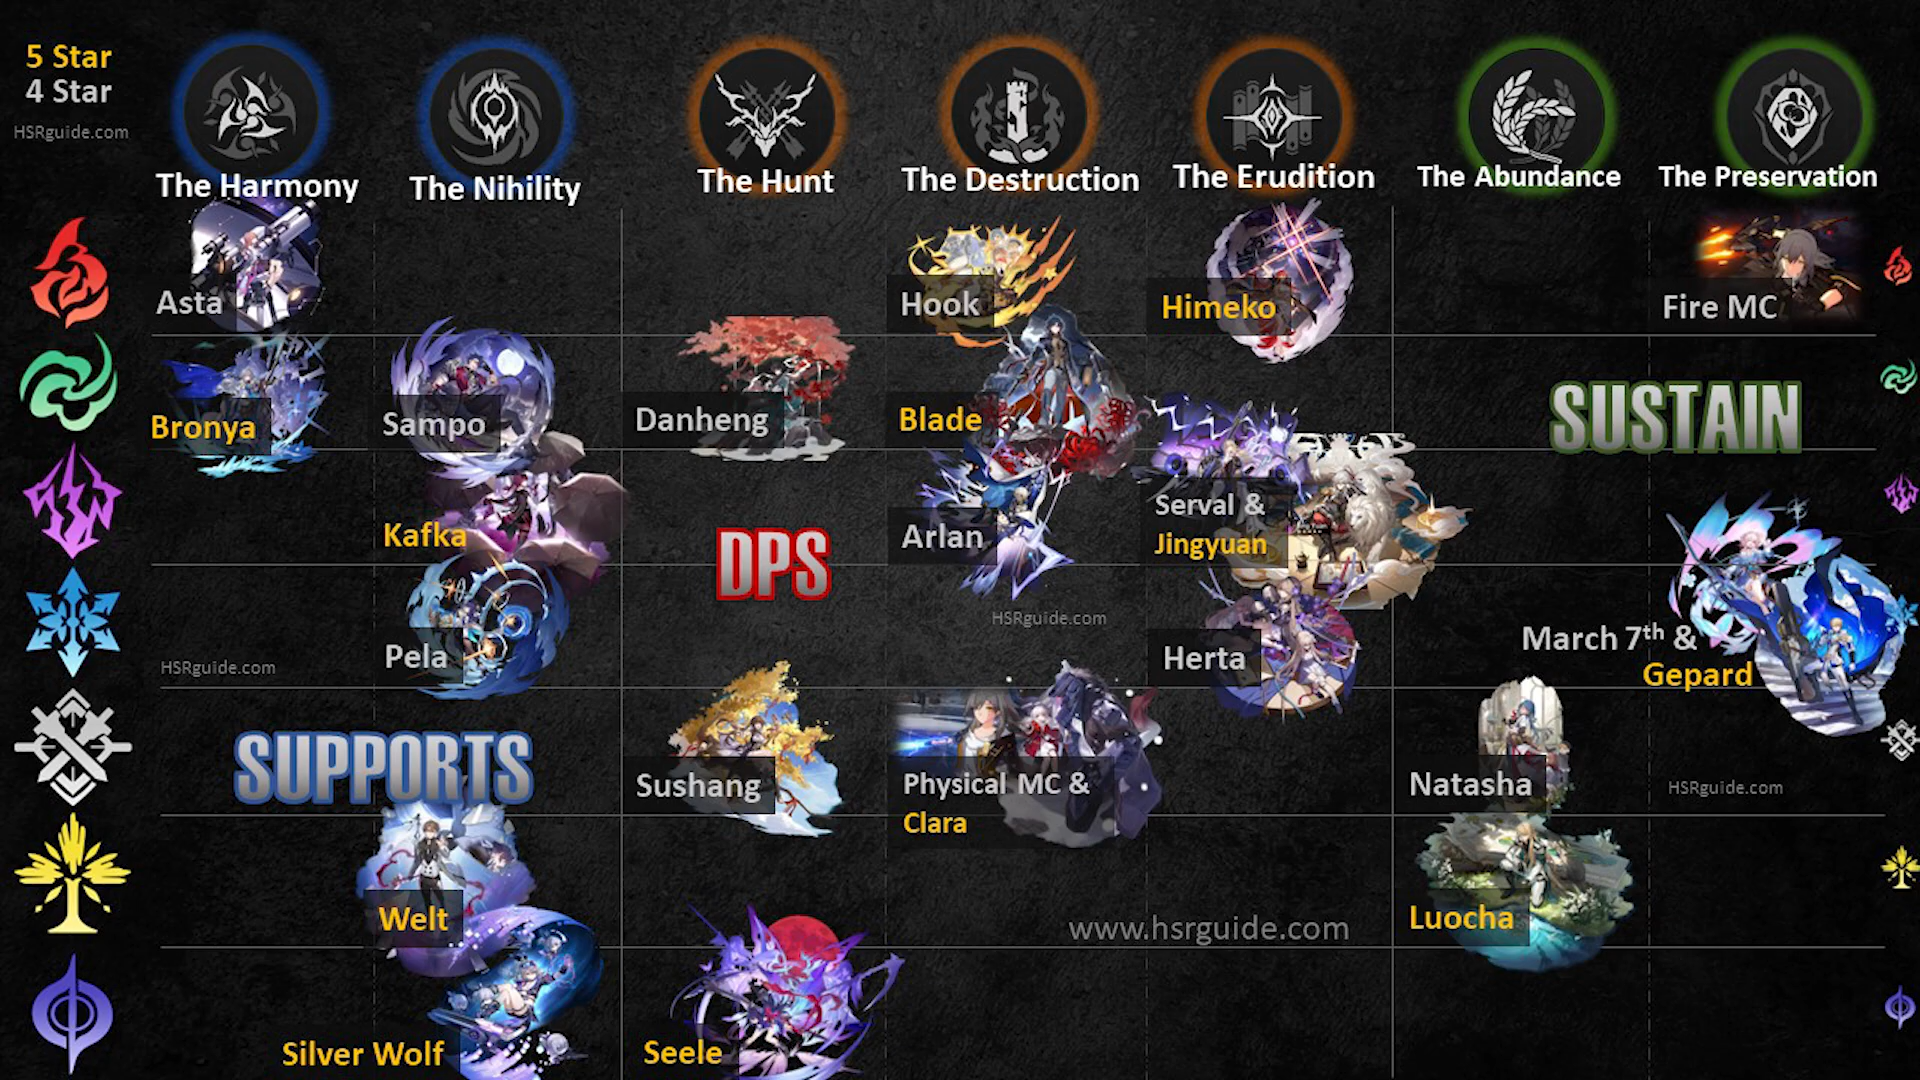 5 Star
4 Star
HSRguide.com
The Harmony
The Nihility
The Hunt
The Destruction
The Erudition
The Abundance
The Preservation
Asta
Hook
Himeko
Fire MC
Bronya
Sampo
Danheng
Blade
SUSTAIN
Kafka
DPS
Arlan
Serval &
Jingyuan
HSRguide.com
Pela
Herta
March 7th &
Gepard
HSRguide.com
SUPPORTS
Sushang
Physical MC &
Clara
Natasha
HSRguide.com
Welt
www.hsrguide.com
Luocha
Silver Wolf
Seele